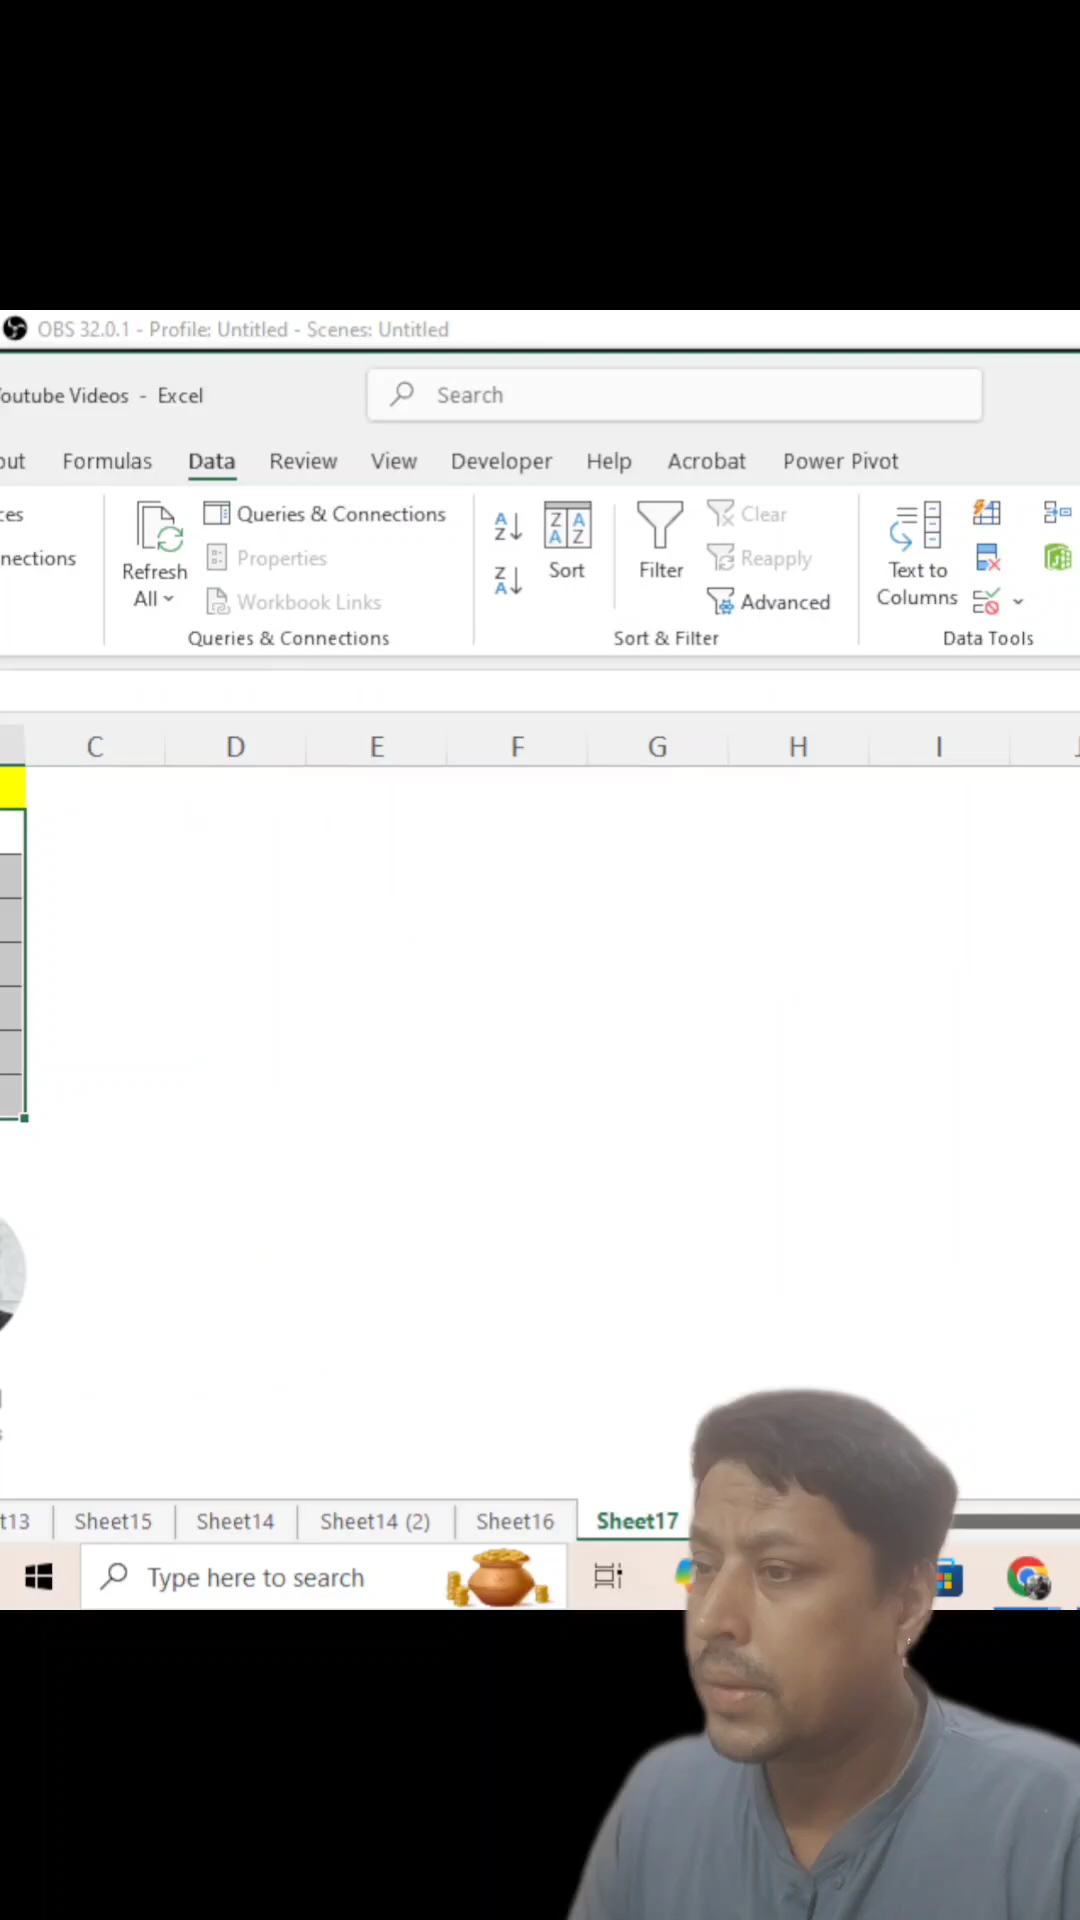 OBS 32.0.1 - Profile: Untitled - Scenes: Untitled
outube Videos - Excel
Search
out Formulas Data Review View Developer Help Acrobat Power Pivot
ces
nections
Refresh
All
Queries & Connections
Properties
Workbook Links
Queries & Connections
A
Z
Z
A
Z A
A Z
Sort
Filter
Clear
Reapply
Advanced
Sort & Filter
Text to
Columns
Data Tools
C D E F G H I
t13 Sheet15 Sheet14 Sheet14 (2) Sheet16 Sheet17
Type here to search